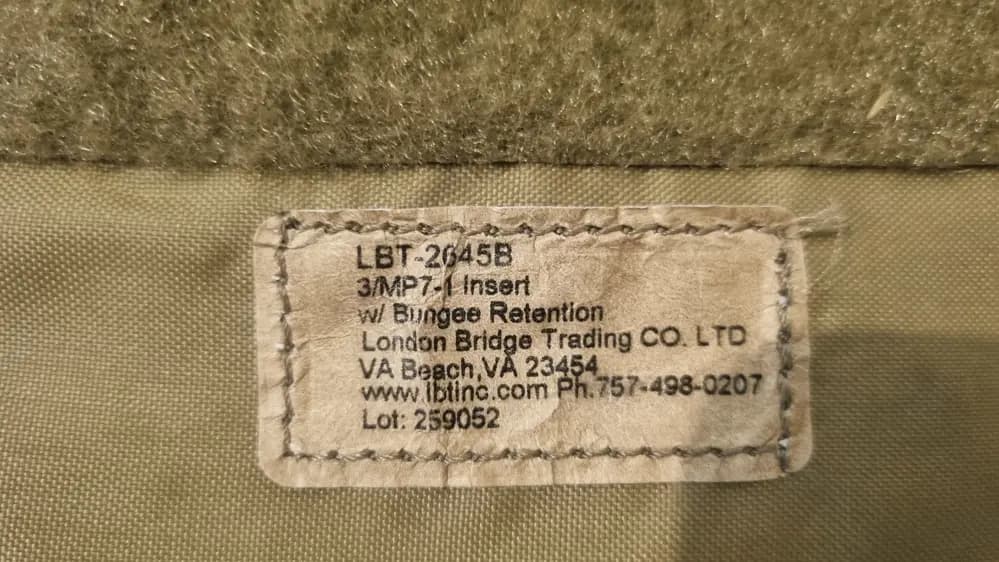 LBT-2645B
3/MP7-1 Insert
w/ Bungee Retention
London Bridge Trading CO. LTD
VA Beach,VA 23454
www.lbtinc.com Ph.757-498-0207
Lot: 259052